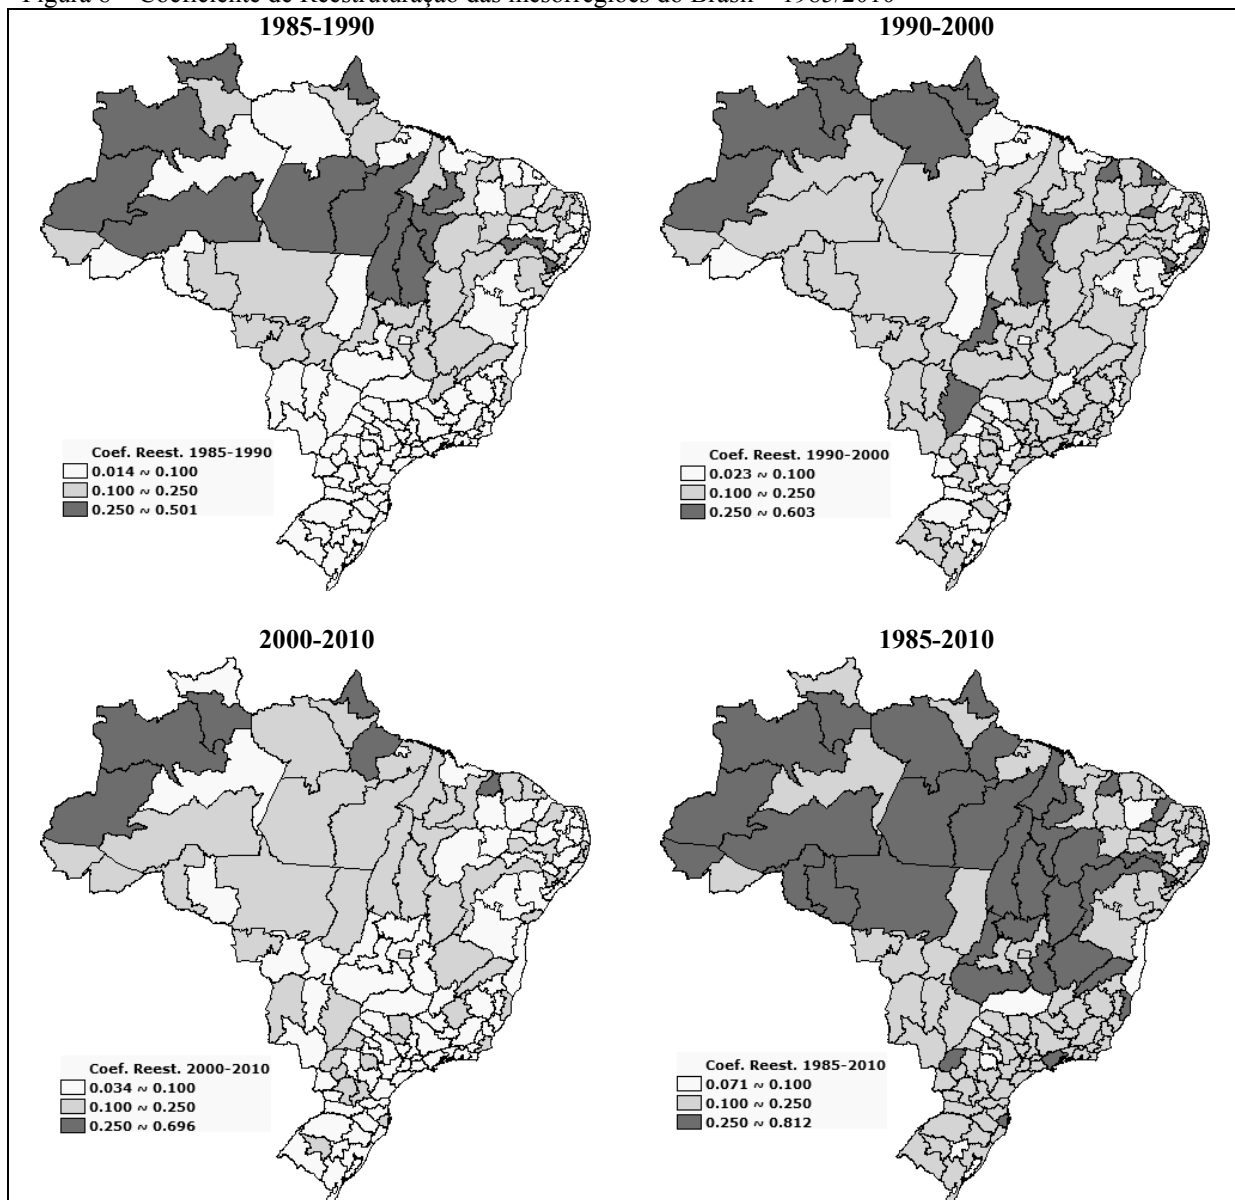 Figura 8 – Coeficiente de Reestruturação das mesorregiões do Brasil – 1985/2010
1985-1990
1990-2000
Coef. Reest. 1985-1990
0.014 ~ 0.100
0.100 ~ 0.250
0.250 ~ 0.501
Coef. Reest. 1990-2000
0.023 ~ 0.100
0.100 ~ 0.250
0.250 ~ 0.603
2000-2010
1985-2010
Coef. Reest. 2000-2010
0.034 ~ 0.100
0.100 ~ 0.250
0.250 ~ 0.696
Coef. Reest. 1985-2010
0.071 ~ 0.100
0.100 ~ 0.250
0.250 ~ 0.812